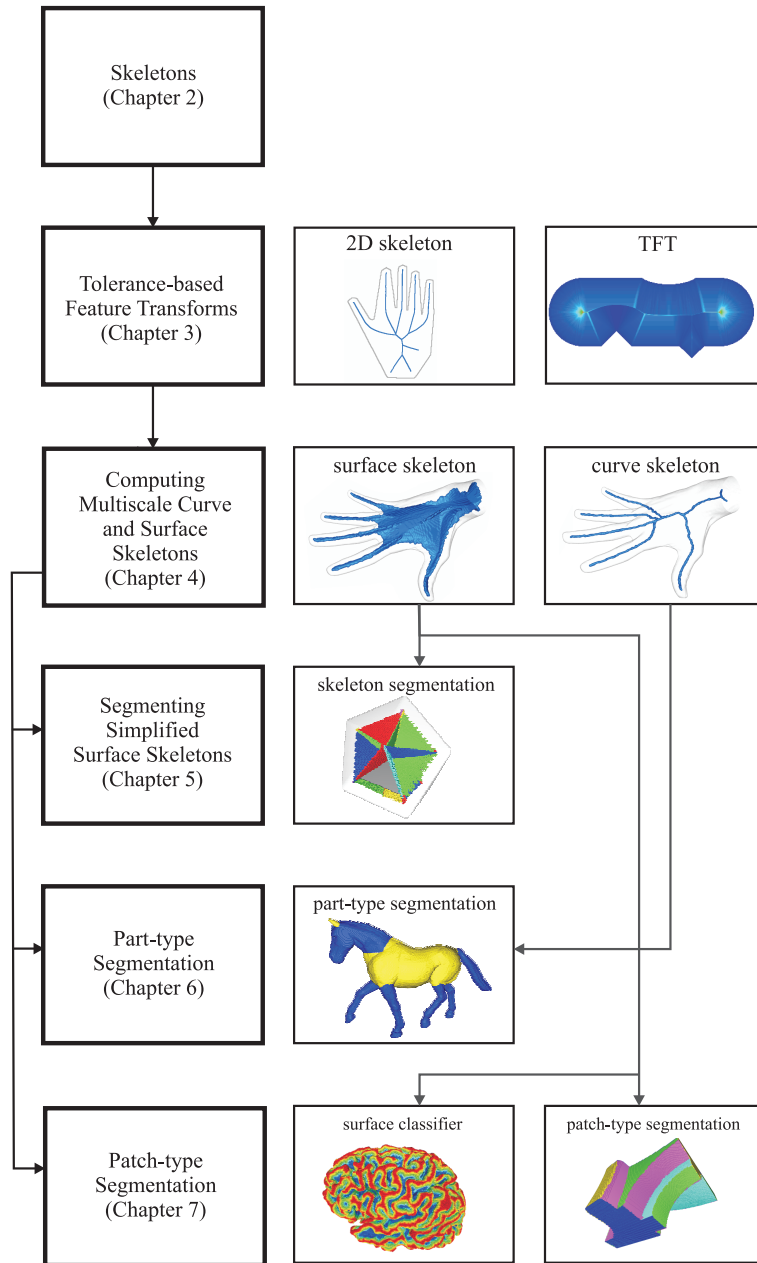 Skeletons
(Chapter 2)
Tolerance-based
Feature Transforms
(Chapter 3)
2D skeleton
TFT
Computing
Multiscale Curve
and Surface
Skeletons
(Chapter 4)
surface skeleton
curve skeleton
Segmenting
Simplified
Surface Skeletons
(Chapter 5)
skeleton segmentation
Part-type
Segmentation
(Chapter 6)
part-type segmentation
Patch-type
Segmentation
(Chapter 7)
surface classifier
patch-type segmentation